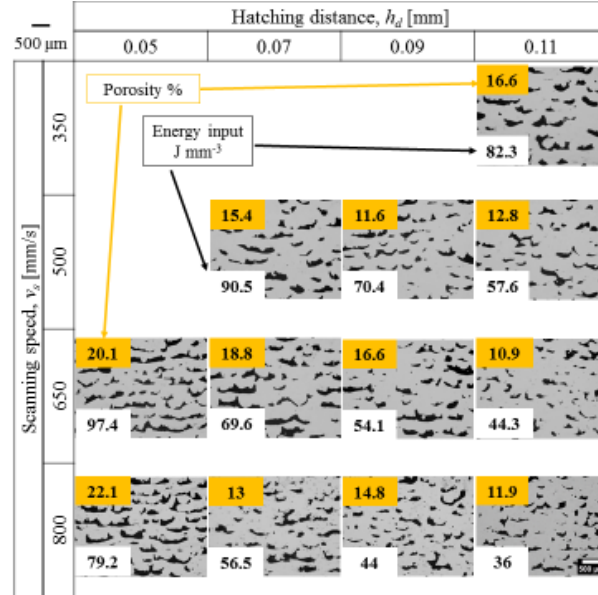 Hatching distance, h_d [mm]
500 µm
0.05 0.07 0.09 0.11
Scanning speed, v_s [mm/s]
Porosity %
Energy input
J mm⁻³
350
16.6
82.3
500
15.4 11.6 12.8
90.5 70.4 57.6
650
20.1 18.8 16.6 10.9
97.4 69.6 54.1 44.3
800
22.1 13 14.8 11.9
79.2 56.5 44 36
500 µ